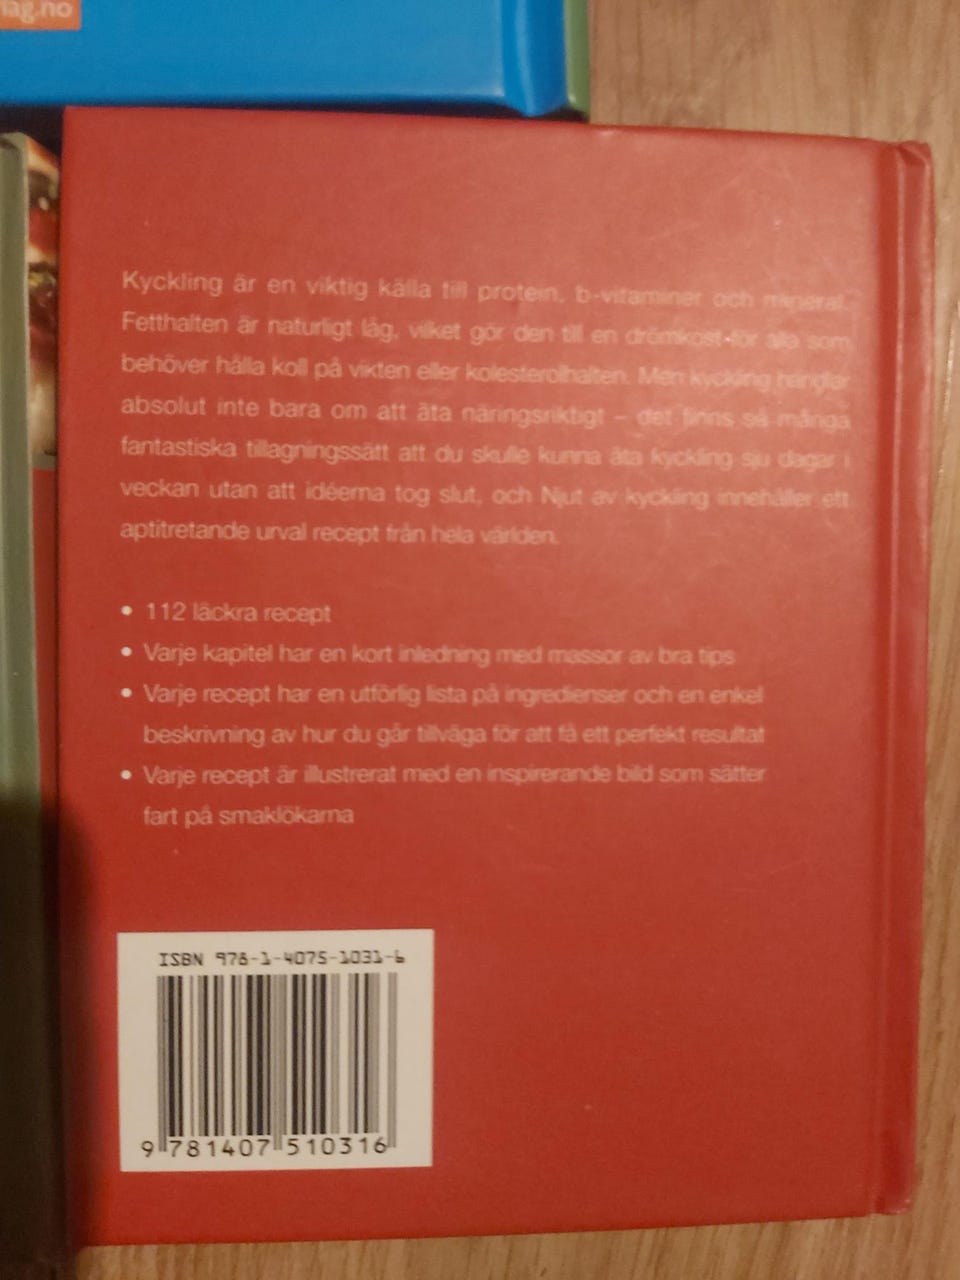 ag.no
Kyckling är en viktig källa till protein, b-vitaminer och mineral.
Fetthalten är naturligt låg, vilket gör den till en drömkost för alla som
behöver hålla koll på vikten eller kolesterolhalten. Men kyckling handlar
absolut inte bara om att äta näringsriktigt – det finns så många
fantastiska tillagningssätt att du skulle kunna äta kyckling sju dagar i
veckan utan att idéerna tog slut, och Njut av kyckling innehåller ett
aptitretande urval recept från hela världen.
• 112 läckra recept
• Varje kapitel har en kort inledning med massor av bra tips
• Varje recept har en utförlig lista på ingredienser och en enkel
beskrivning av hur du går tillväga för att få ett perfekt resultat
• Varje recept är illustrerat med en inspirerande bild som sätter
fart på smaklökarna
ISBN 978-1-4075-1031-6
9 781407 510316